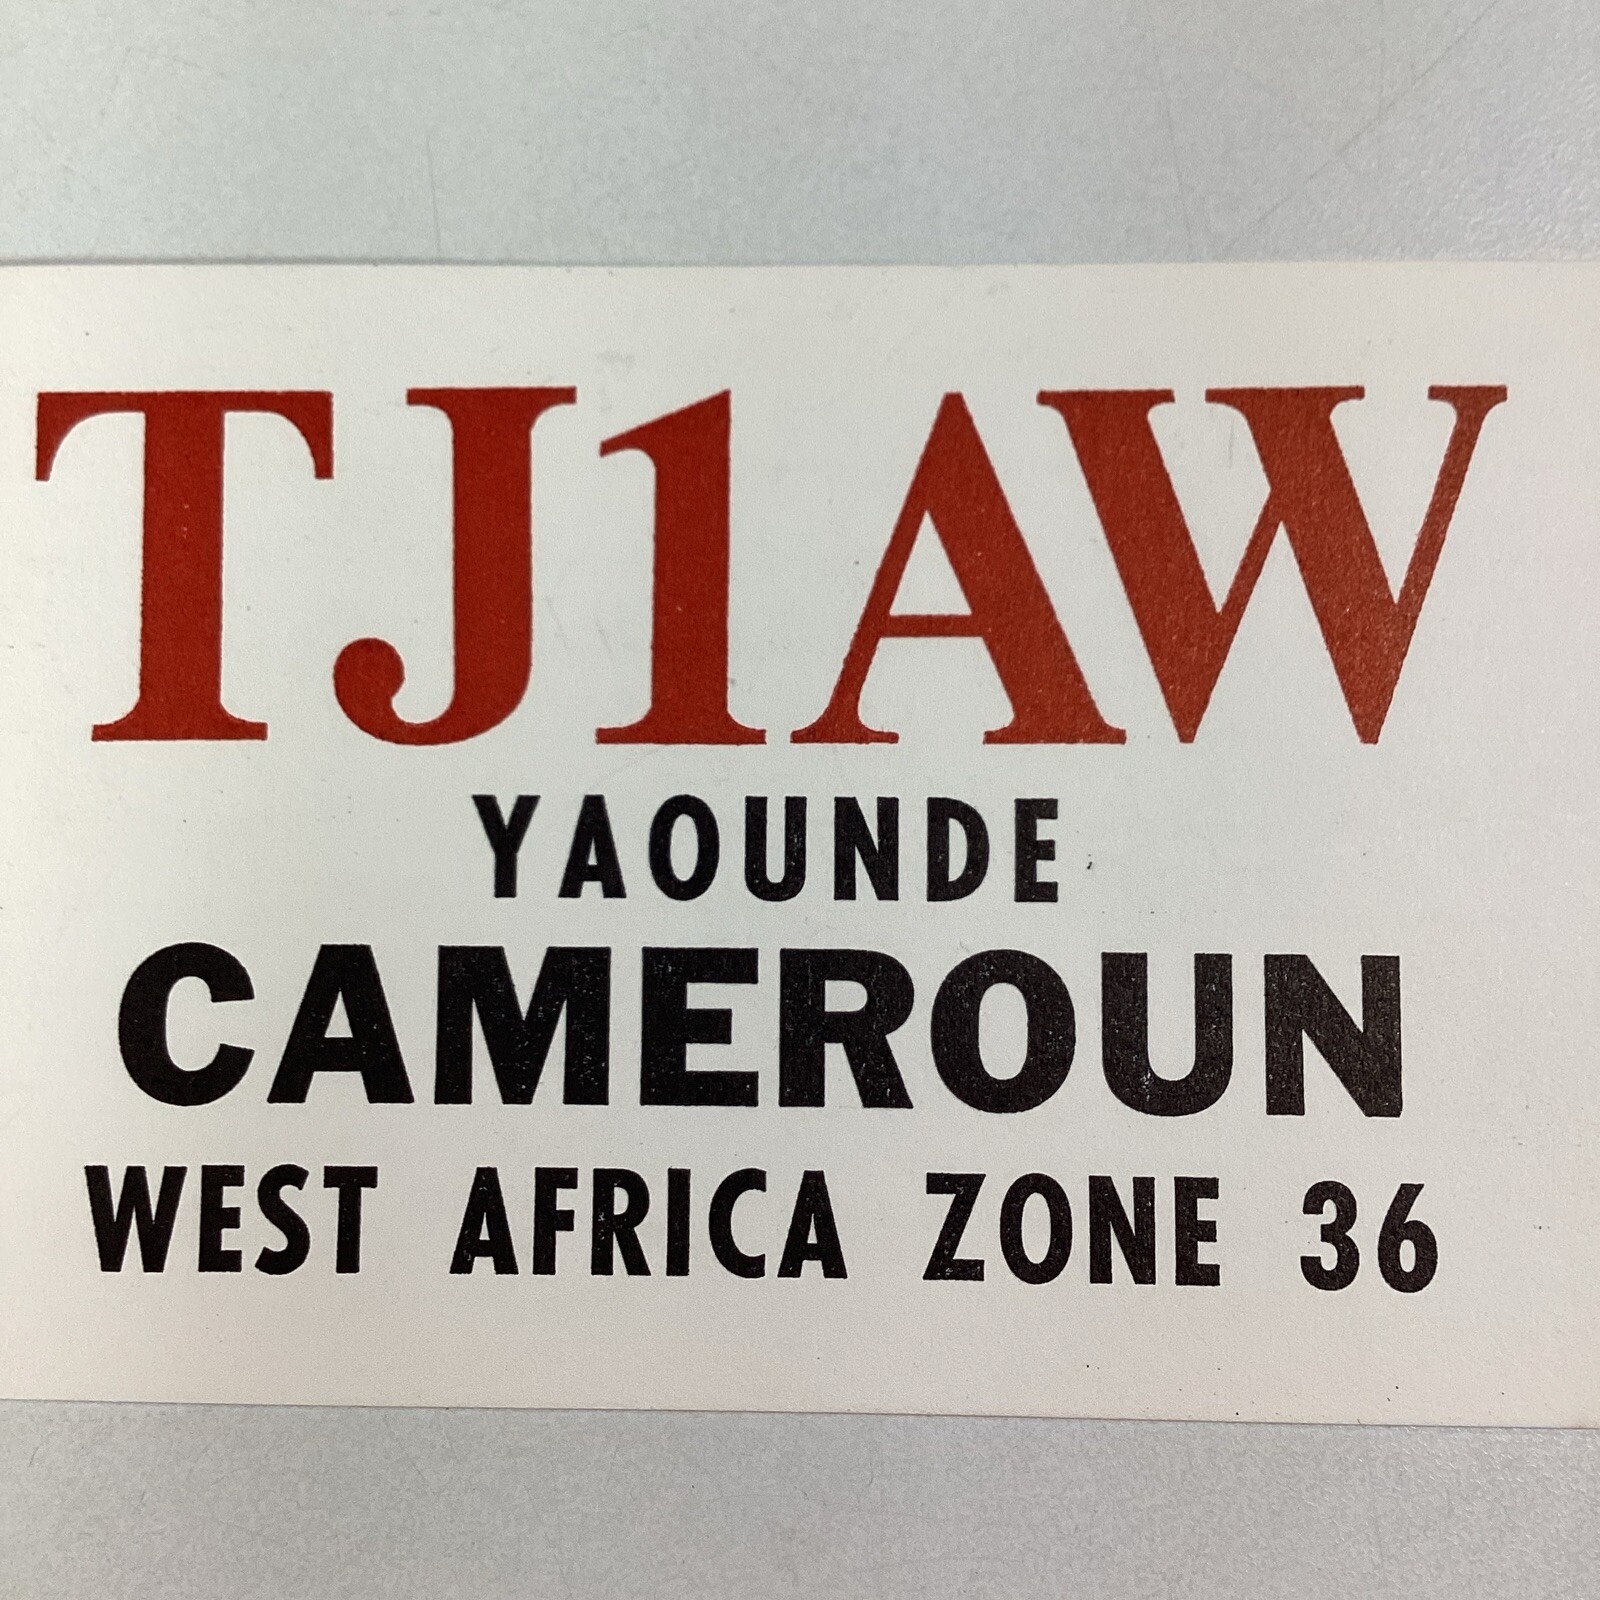 TJ1AW
YAOUNDE
CAMEROUN
WEST AFRICA ZONE 36